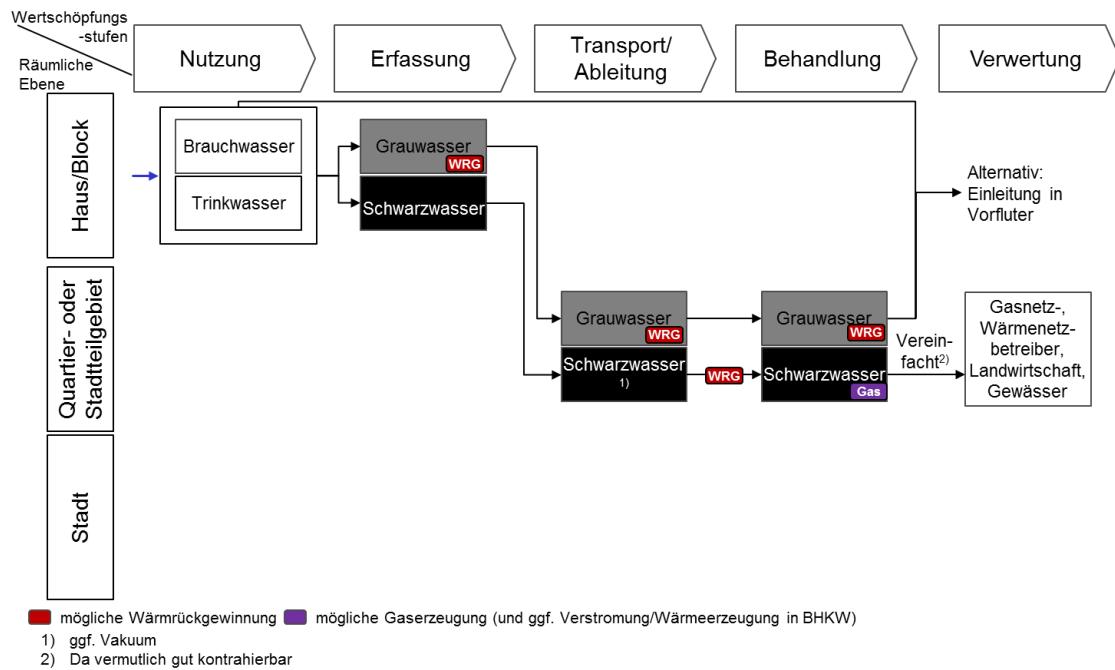 Wertschöpfungs
-stufen
Räumliche
Ebene
Nutzung
Erfassung
Transport/
Ableitung
Behandlung
Verwertung
Haus/Block
Brauchwasser
Trinkwasser
Grauwasser
WRG
Schwarzwasser
Alternativ:
Einleitung in
Vorfluter
Quartier- oder
Stadtteilgebiet
Grauwasser
WRG
Schwarzwasser
1)
WRG
Grauwasser
WRG
Schwarzwasser
Gas
Verein-
facht2)
Gasnetz-,
Wärmenetz-
betreiber,
Landwirtschaft,
Gewässer
Stadt
mögliche Wärmrückgewinnung
mögliche Gaserzeugung (und ggf. Verstromung/Wärmeerzeugung in BHKW)
1) ggf. Vakuum
2) Da vermutlich gut kontrahierbar